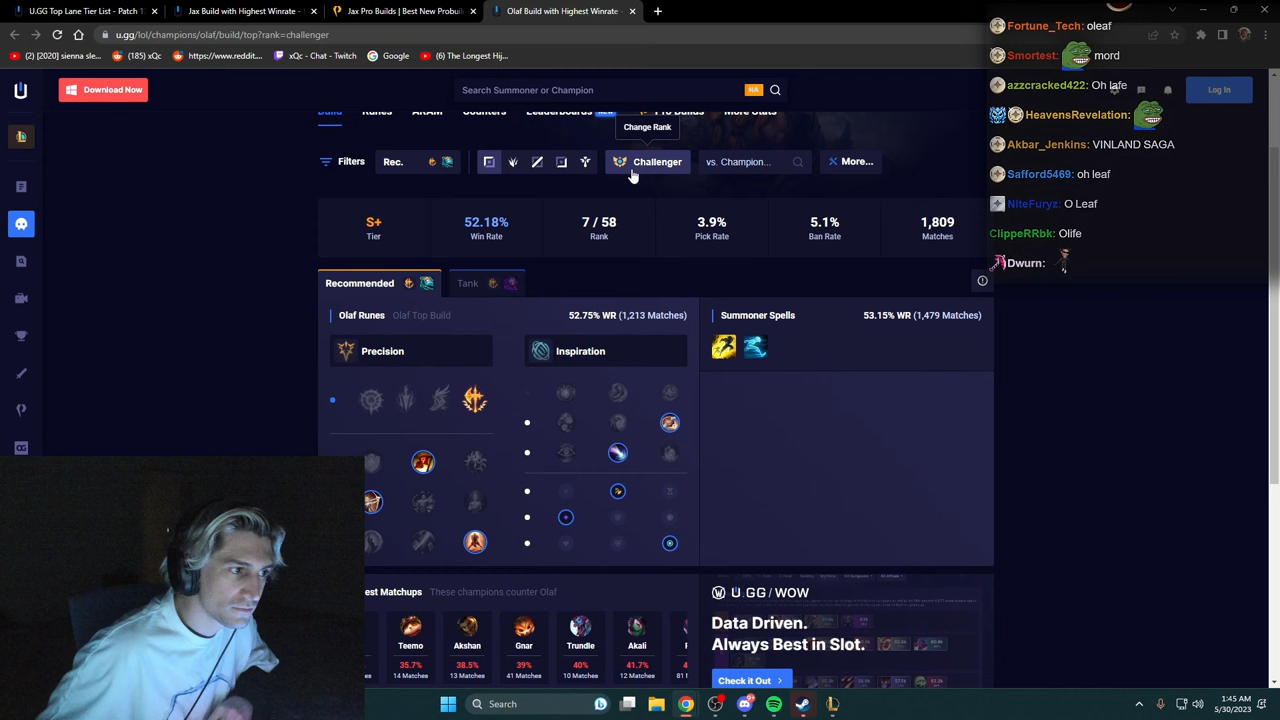 U.GG Top Lane Tier List - Patch 1
Jax Build with Highest Winrate -
Jax Pro Builds | Best New Probuil
Olaf Build with Highest Winrate -
u.gg/lol/champions/olaf/build/top?rank=challenger
(2) [2020] sienna sle...
(185) xQc
https://www.reddit....
xQc - Chat - Twitch
Google
(6) The Longest Hij...
Download Now
Search Summoner or Champion
NA
Log In
Build
Runes
ARAM
Counters
Leaderboards
NEW
Pro Builds
More Stats
Change Rank
Filters
Rec.
Challenger
vs. Champion...
More...
S+
52.18%
7 / 58
3.9%
5.1%
1,809
Tier
Win Rate
Rank
Pick Rate
Ban Rate
Matches
Recommended
Tank
Olaf Runes
Olaf Top Build
52.75% WR (1,213 Matches)
Summoner Spells
53.15% WR (1,479 Matches)
Precision
Inspiration
est Matchups
These champions counter Olaf
Teemo
Akshan
Gnar
Trundle
Akali
35.7%
38.5%
39%
40%
41.7%
14 Matches
13 Matches
41 Matches
10 Matches
12 Matches
81 M
U.GG / WOW
Data Driven.
Always Best in Slot.
Check it Out
Fortune_Tech: oleaf
Smortest: mord
azzcracked422: Oh lafe
HeavensRevelation:
Akbar_Jenkins: VINLAND SAGA
Safford5469: oh leaf
NiteFuryz: O Leaf
ClippeRRbk: Olife
Dwurn:
Search
1:45 AM
5/30/2023